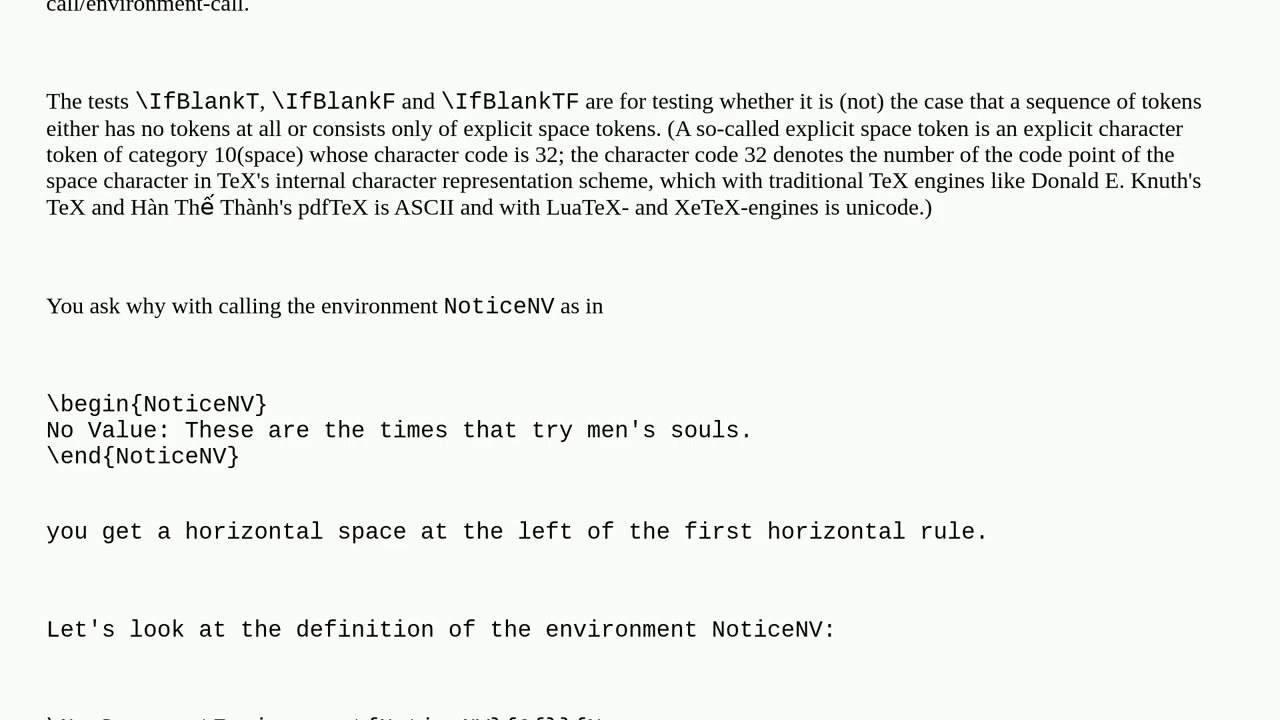 call/environment-call.
The tests \IfBlankT, \IfBlankF and \IfBlankTF are for testing whether it is (not) the case that a sequence of tokens
either has no tokens at all or consists only of explicit space tokens. (A so-called explicit space token is an explicit character
token of category 10(space) whose character code is 32; the character code 32 denotes the number of the code point of the
space character in TeX's internal character representation scheme, which with traditional TeX engines like Donald E. Knuth's
TeX and Hàn Thế Thành's pdfTeX is ASCII and with LuaTeX- and XeTeX-engines is unicode.)
You ask why with calling the environment NoticeNV as in
\begin{NoticeNV}
No Value: These are the times that try men's souls.
\end{NoticeNV}
you get a horizontal space at the left of the first horizontal rule.
Let's look at the definition of the environment NoticeNV: